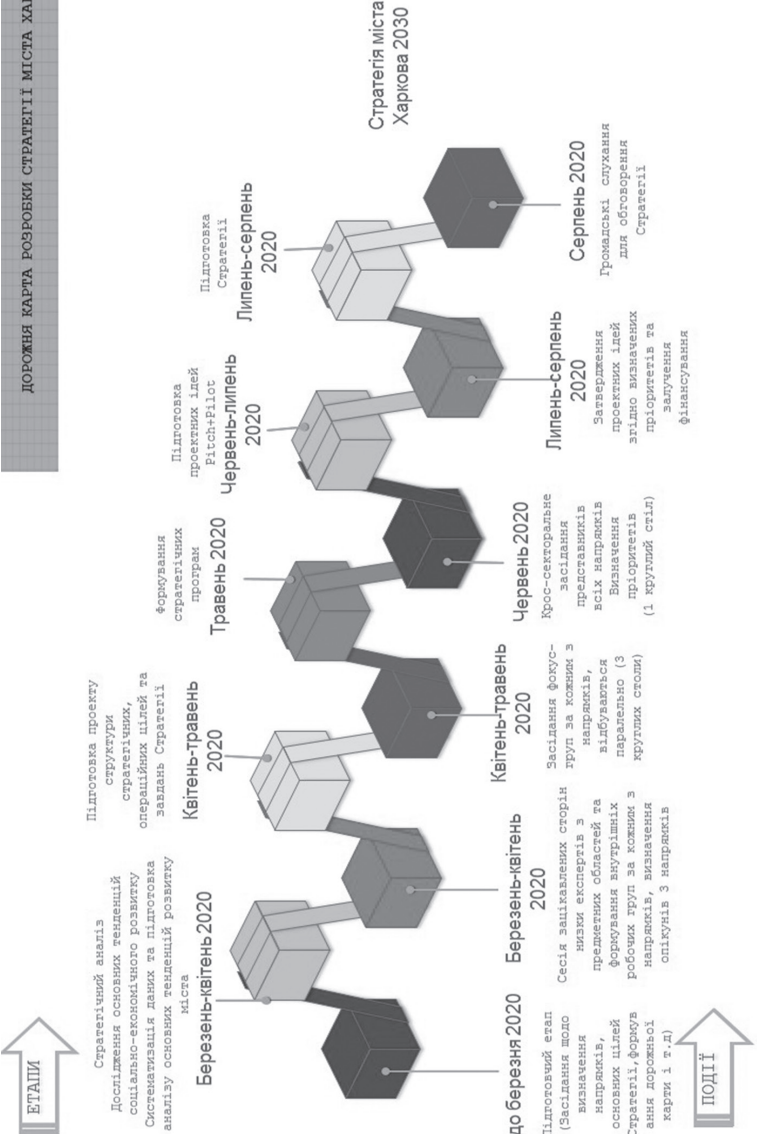 ДОРОЖНЯ КАРТА РОЗРОБКИ СТРАТЕГІЇ МІСТА
ЕТАПИ
Стратегічний аналіз
Дослідження основних тенденцій
соціально-економічного розвитку
Систематизація даних та підготовка
аналізу основних тенденцій розвитку
міста
Березень-квітень 2020
Підготовка проекту
структури
стратегічних,
операційних цілей та
завдань Стратегії
Квітень-травень
2020
Формування
стратегічних
програм
Травень 2020
Підготовка
проектних ідей
Pitch+Pilot
Червень-липень
2020
Підготовка
Стратегії
Липень-серпень
2020
Стратегія міста
Харкова 2030
до березня 2020
Підготовчий етап
(Засідання щодо
визначення
напрямків,
основних цілей
Стратегії,формув
ання дорожньої
карти і т.д)
Березень-квітень
2020
Сесія зацікавлених сторін
низки експертів з
предметних областей та
формування внутрішніх
робочих груп за кожним з
напрямків, визначення
опікунів 3 напрямків
Квітень-травень
2020
Засідання фокус-
груп за кожним з
напрямків,
відбуваються
паралельно (3
круглих столи)
Червень 2020
Крос-секторальне
засідання
представників
всіх напрямків
Визначення
пріоритетів
(1 круглий стіл)
Липень-серпень
2020
Затвердження
проектних ідей
згідно визначених
пріоритетів та
залучення
фінансування
Серпень 2020
Громадські слухання
для обговорення
Стратегії
ПОДІЇ